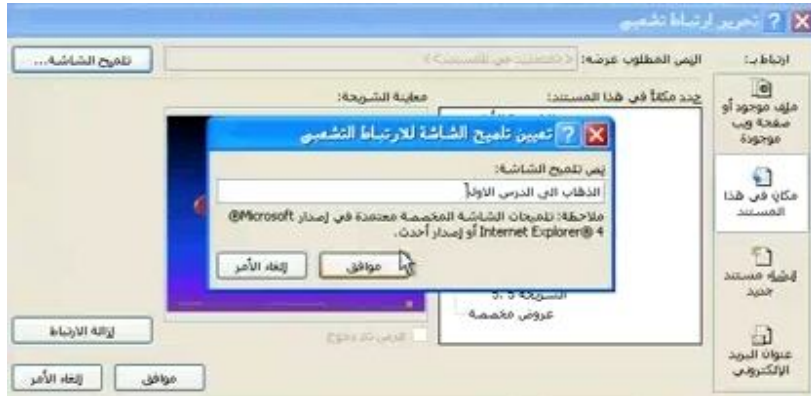 تحرير ارتباط تشعبي
ارتباط بـ:
النص المطلوب عرضه:
تلميح الشاشة...
ملف موجود أو صفحة ويب موجودة
مكان في هذا المستند
إنشاء مستند جديد
عنوان البريد الإلكتروني
حدد مكاناً في هذا المستند:
معاينة الشريحة:
تعيين تلميح الشاشة للارتباط التشعبي
نص تلميح الشاشة:
الذهاب الى الدرس الاول
ملاحظة: تلميحات الشاشة المخصصة معتمدة في إصدار Microsoft®
Internet Explorer® 4 أو إصدار أحدث.
موافق
إلغاء الأمر
عروض مخصصة
إزالة الارتباط
موافق
إلغاء الأمر